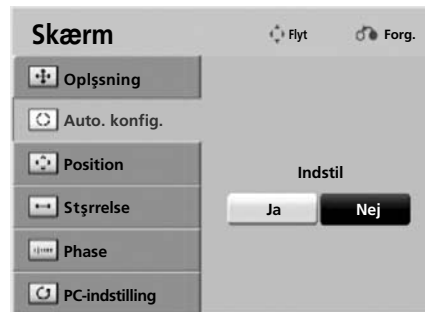 Skærm
Flyt
Forg.
Oplşsning
Auto. konfig.
Position
Indstil
Stşrrelse
Ja
Nej
Phase
PC-indstilling